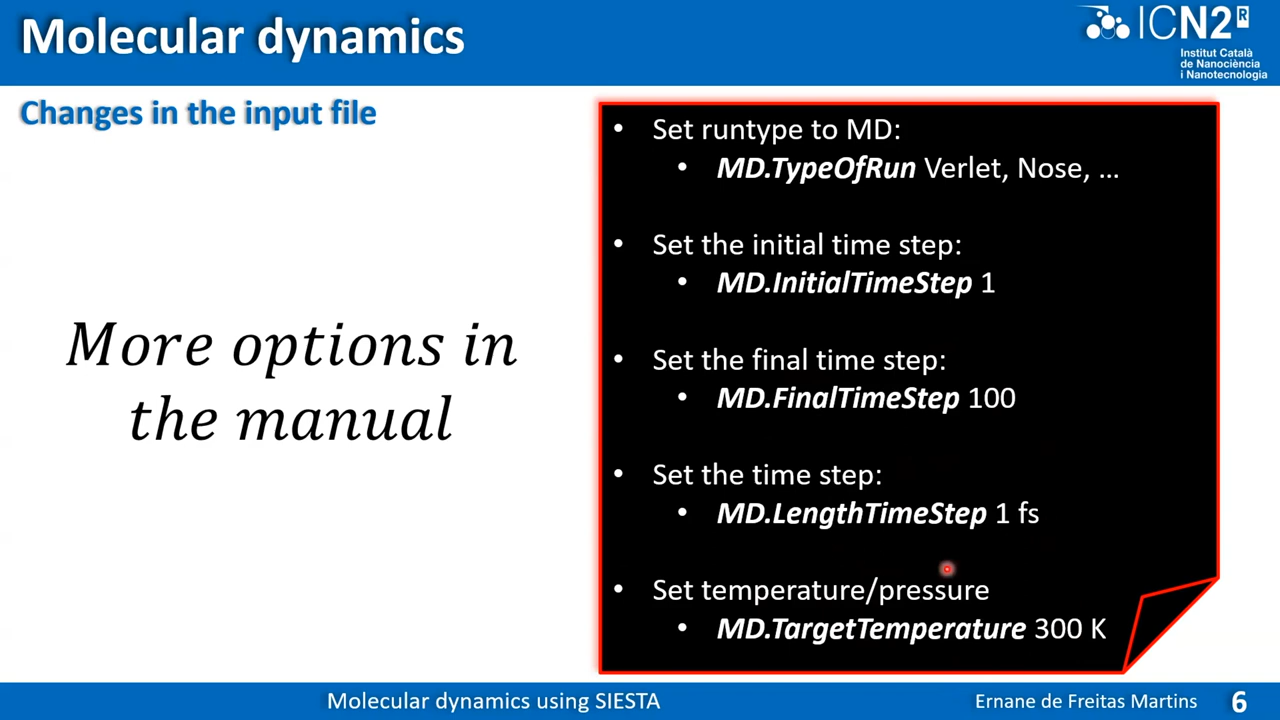 Molecular dynamics
ICN2R
Institut Català
de Nanociència
i Nanotecnologia
Changes in the input file
More options in
the manual
• Set runtype to MD:
• MD.TypeOfRun Verlet, Nose, ...
• Set the initial time step:
• MD.InitialTimeStep 1
• Set the final time step:
• MD.FinalTimeStep 100
• Set the time step:
• MD.LengthTimeStep 1 fs
• Set temperature/pressure
• MD.TargetTemperature 300 K
Molecular dynamics using SIESTA
Ernane de Freitas Martins
6